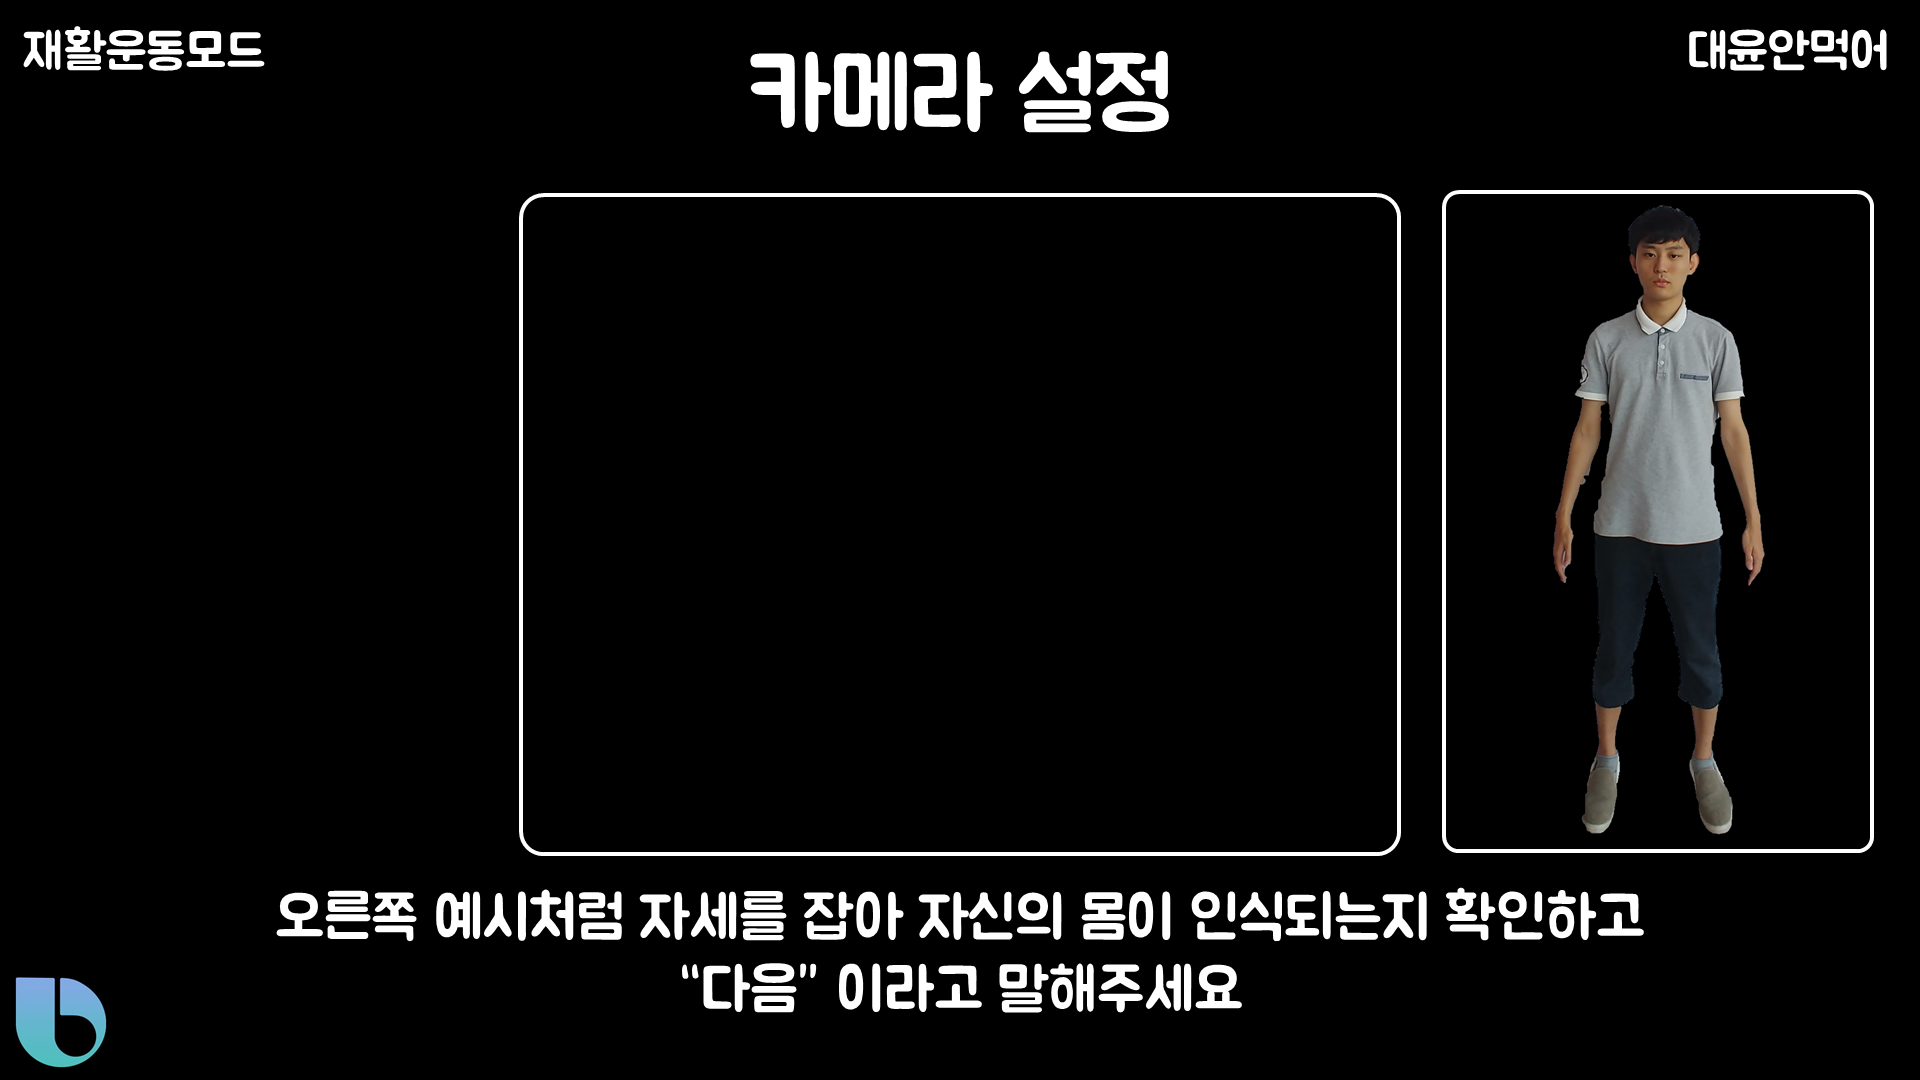 재활운동모드
대윤안먹어
카메라 설정
오른쪽 예시처럼 자세를 잡아 자신의 몸이 인식되는지 확인하고
“다음” 이라고 말해주세요